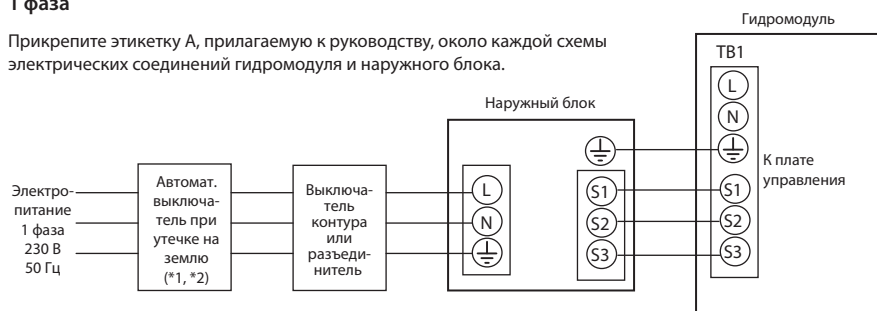 1 фаза
Прикрепите этикетку А, прилагаемую к руководству, около каждой схемы
электрических соединений гидромодуля и наружного блока.
Гидромодуль
TB1
L
N
К плате
управления
S1
S2
S3
Наружный блок
L
N
S1
S2
S3
Электро-
питание
1 фаза
230 В
50 Гц
Автомат.
выключа-
тель при
утечке на
землю
(*1, *2)
Выключа-
тель
контура
или
разъеди-
нитель